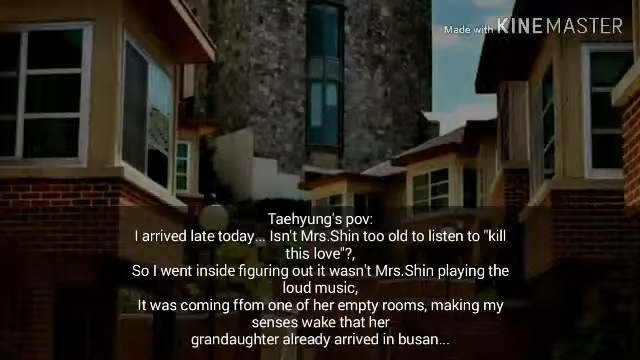 Made with KINEMASTER
Taehyung's pov:
I arrived late today... Isn't Mrs.Shin too old to listen to "kill
this love"?,
So I went inside figuring out it wasn't Mrs.Shin playing the
loud music,
It was coming ffom one of her empty rooms, making my
senses wake that her
grandaughter already arrived in busan...